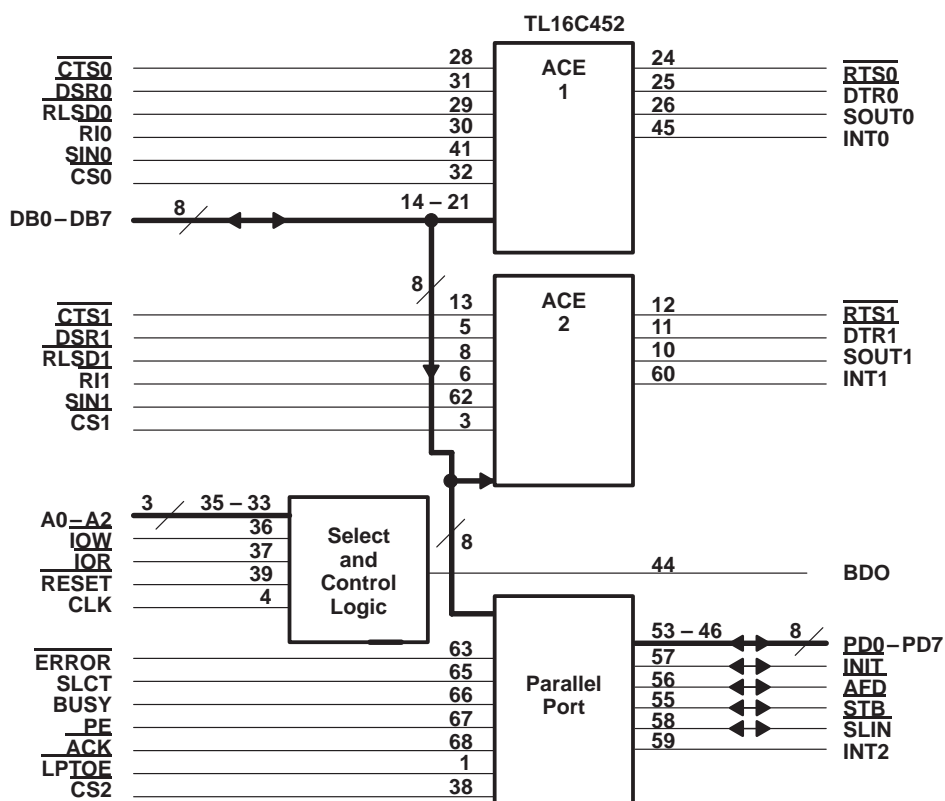 TL16C452
CTS0 28
DSR0 31
RLSD0 29
RI0 30
SIN0 41
CS0 32
ACE
1
24 RTS0
25 DTR0
26 SOUT0
45 INT0
DB0–DB7 8 14 – 21
8
CTS1 13
DSR1 5
RLSD1 8
RI1 6
SIN1 62
CS1 3
ACE
2
12 RTS1
11 DTR1
10 SOUT1
60 INT1
A0–A2 3 35 – 33
IOW 36
IOR 37
RESET 39
CLK 4
Select
and
Control
Logic
8
44 BDO
ERROR 63
SLCT 65
BUSY 66
PE 67
ACK 68
LPTOE 1
CS2 38
Parallel
Port
53 – 46 8 PD0–PD7
57 INIT
56 AFD
55 STB
58 SLIN
59 INT2